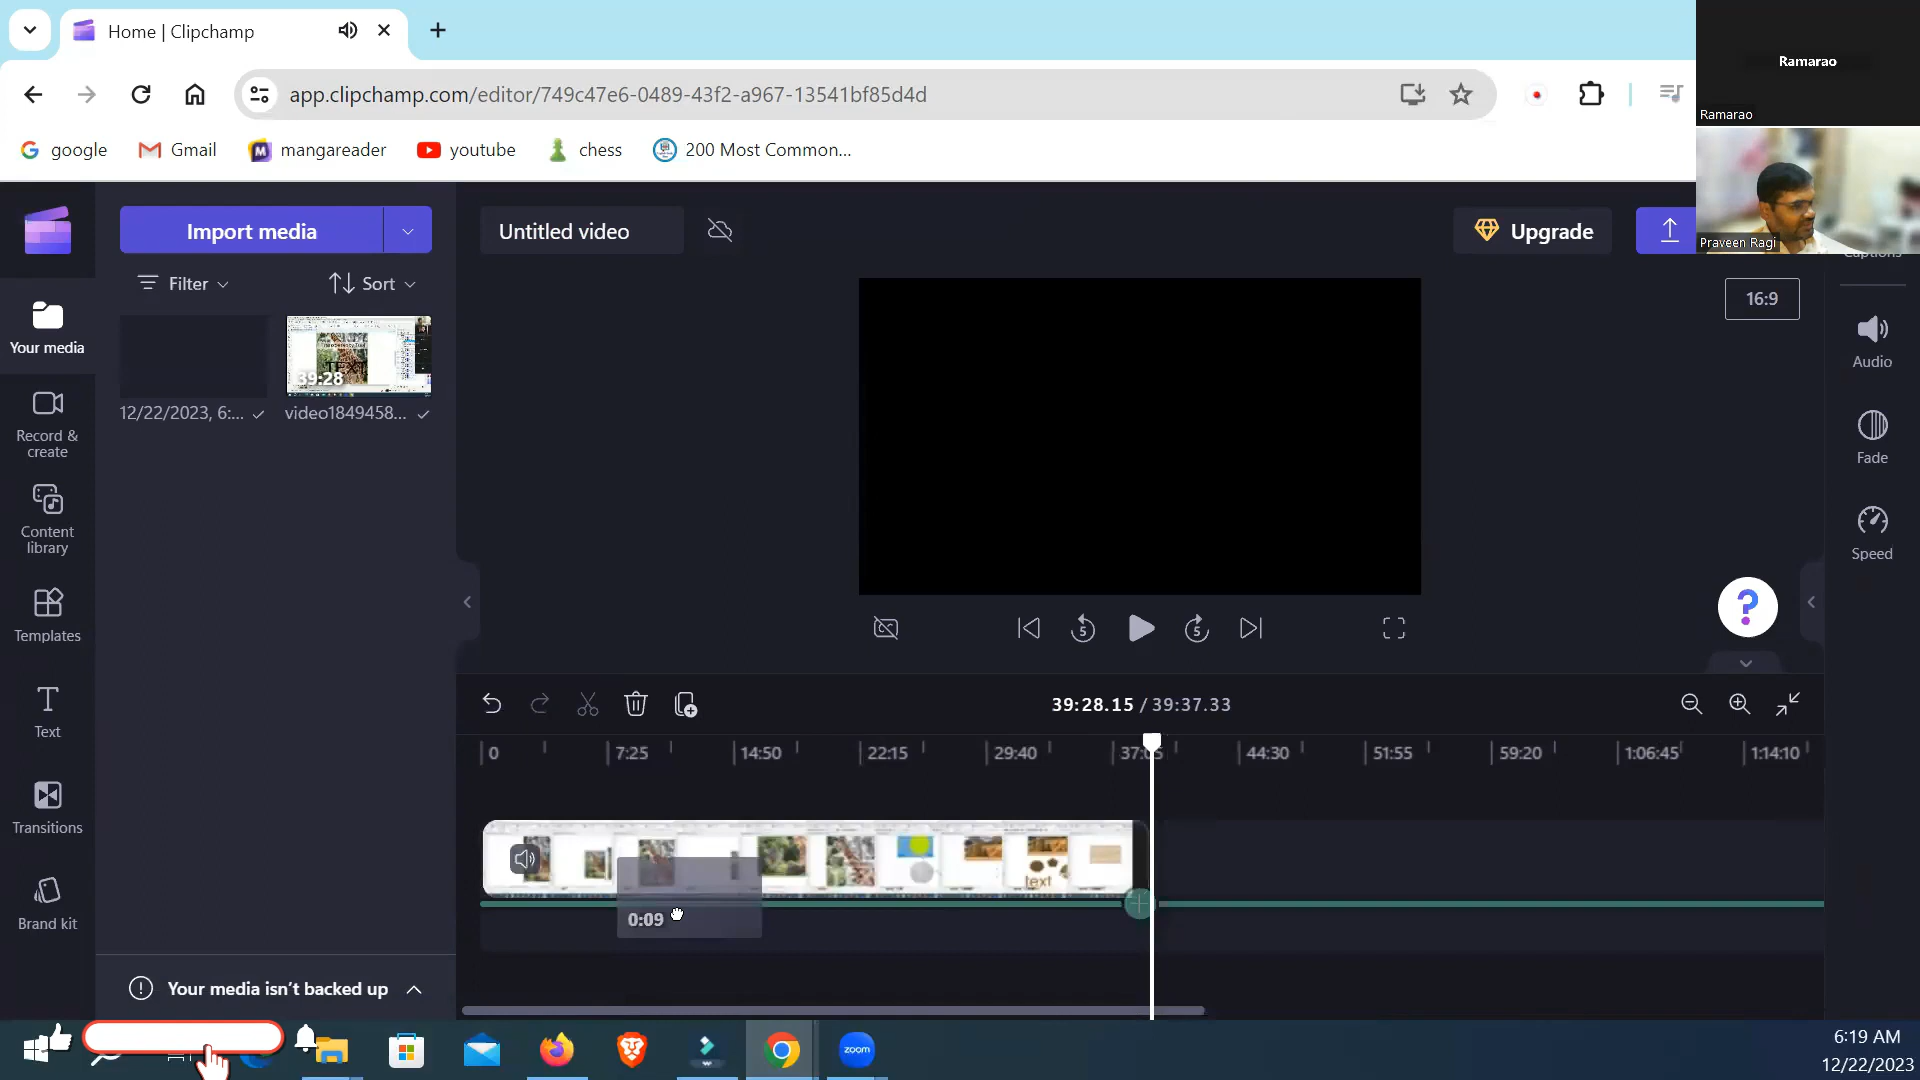 Home | Clipchamp
Ramarao
app.clipchamp.com/editor/749c47e6-0489-43f2-a967-13541bf85d4d
Ramarao
google
Gmail
mangareader
youtube
chess
200 Most Common...
Import media
Untitled video
Upgrade
Praveen Ragi
Filter
Sort
16:9
Your media
39:28
12/22/2023, 6:...
video1849458...
Audio
Record &
create
Fade
Content
library
Speed
Templates
Text
39:28.15 / 39:37.33
0
7:25
14:50
22:15
29:40
37:05
44:30
51:55
59:20
1:06:45
1:14:10
Transitions
text
0:09
Brand kit
Your media isn't backed up
zoom
6:19 AM
12/22/2023